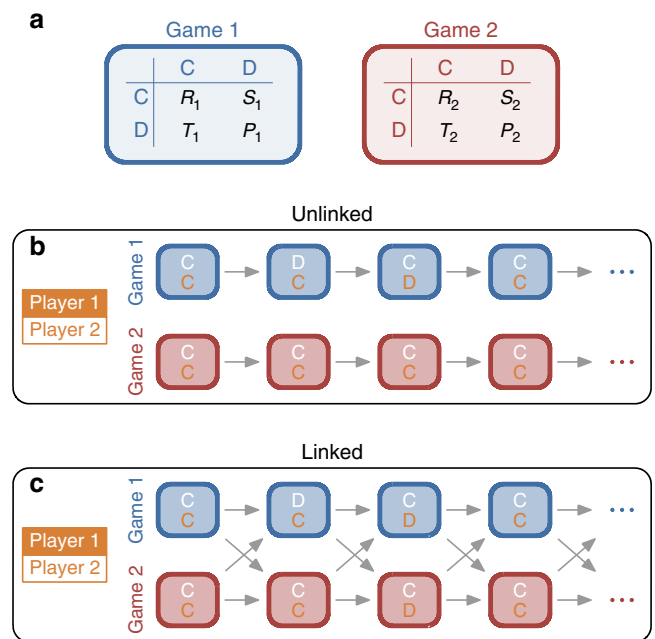 a
Game 1
Game 2
C D
C R1 S1
D T1 P1
C D
C R2 S2
D T2 P2
Unlinked
b
Player 1
Player 2
Game 1
C D C C ...
C C D C
Game 2
C C C C ...
C C C C
Linked
c
Player 1
Player 2
Game 1
C D C C ...
C C D C
Game 2
C C C C ...
C C D C